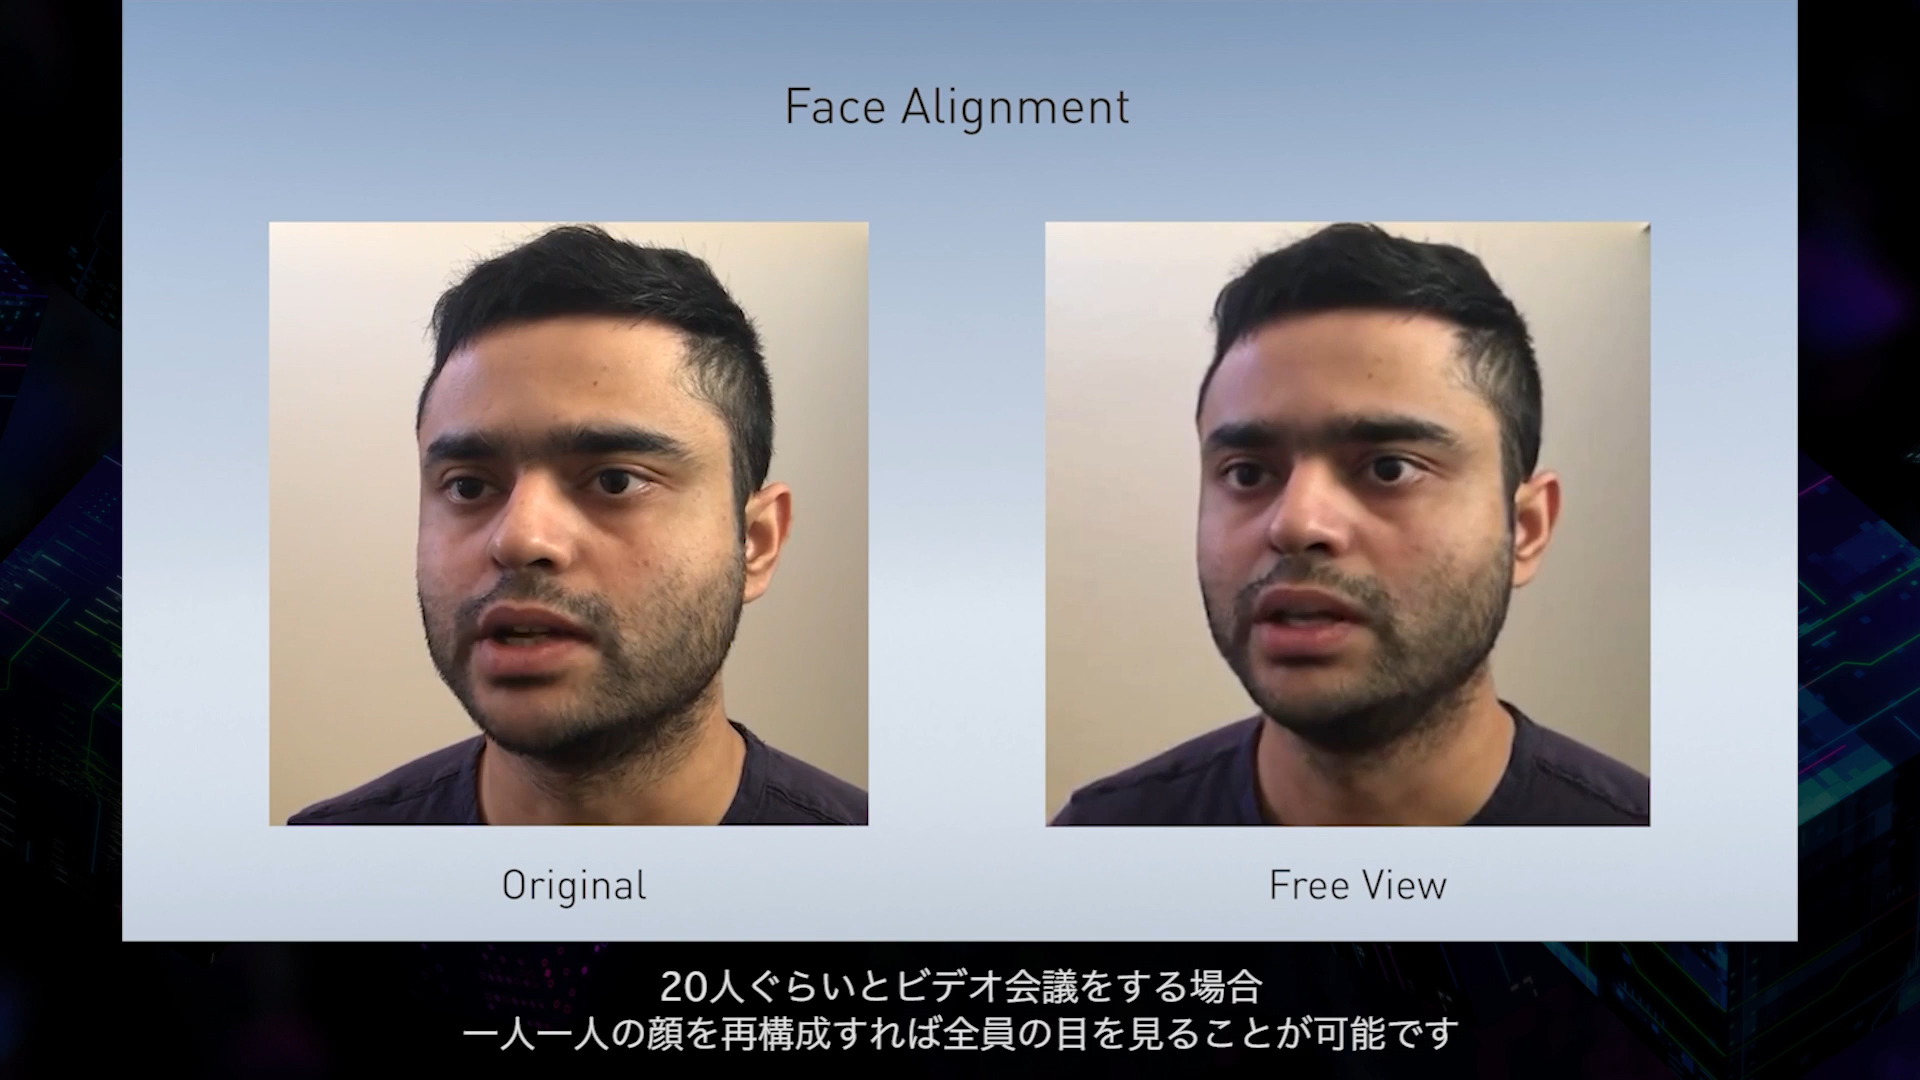 Face Alignment
Original
Free View
20人ぐらいとビデオ会議をする場合
一人一人の顔を再構成すれば全員の目を見ることが可能です